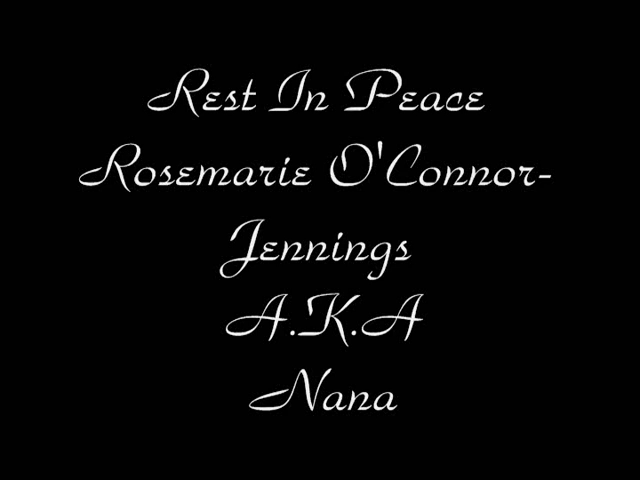 Rest In Peace
Rosemarie O'Connor-
Jennings
A.K.A
Nana